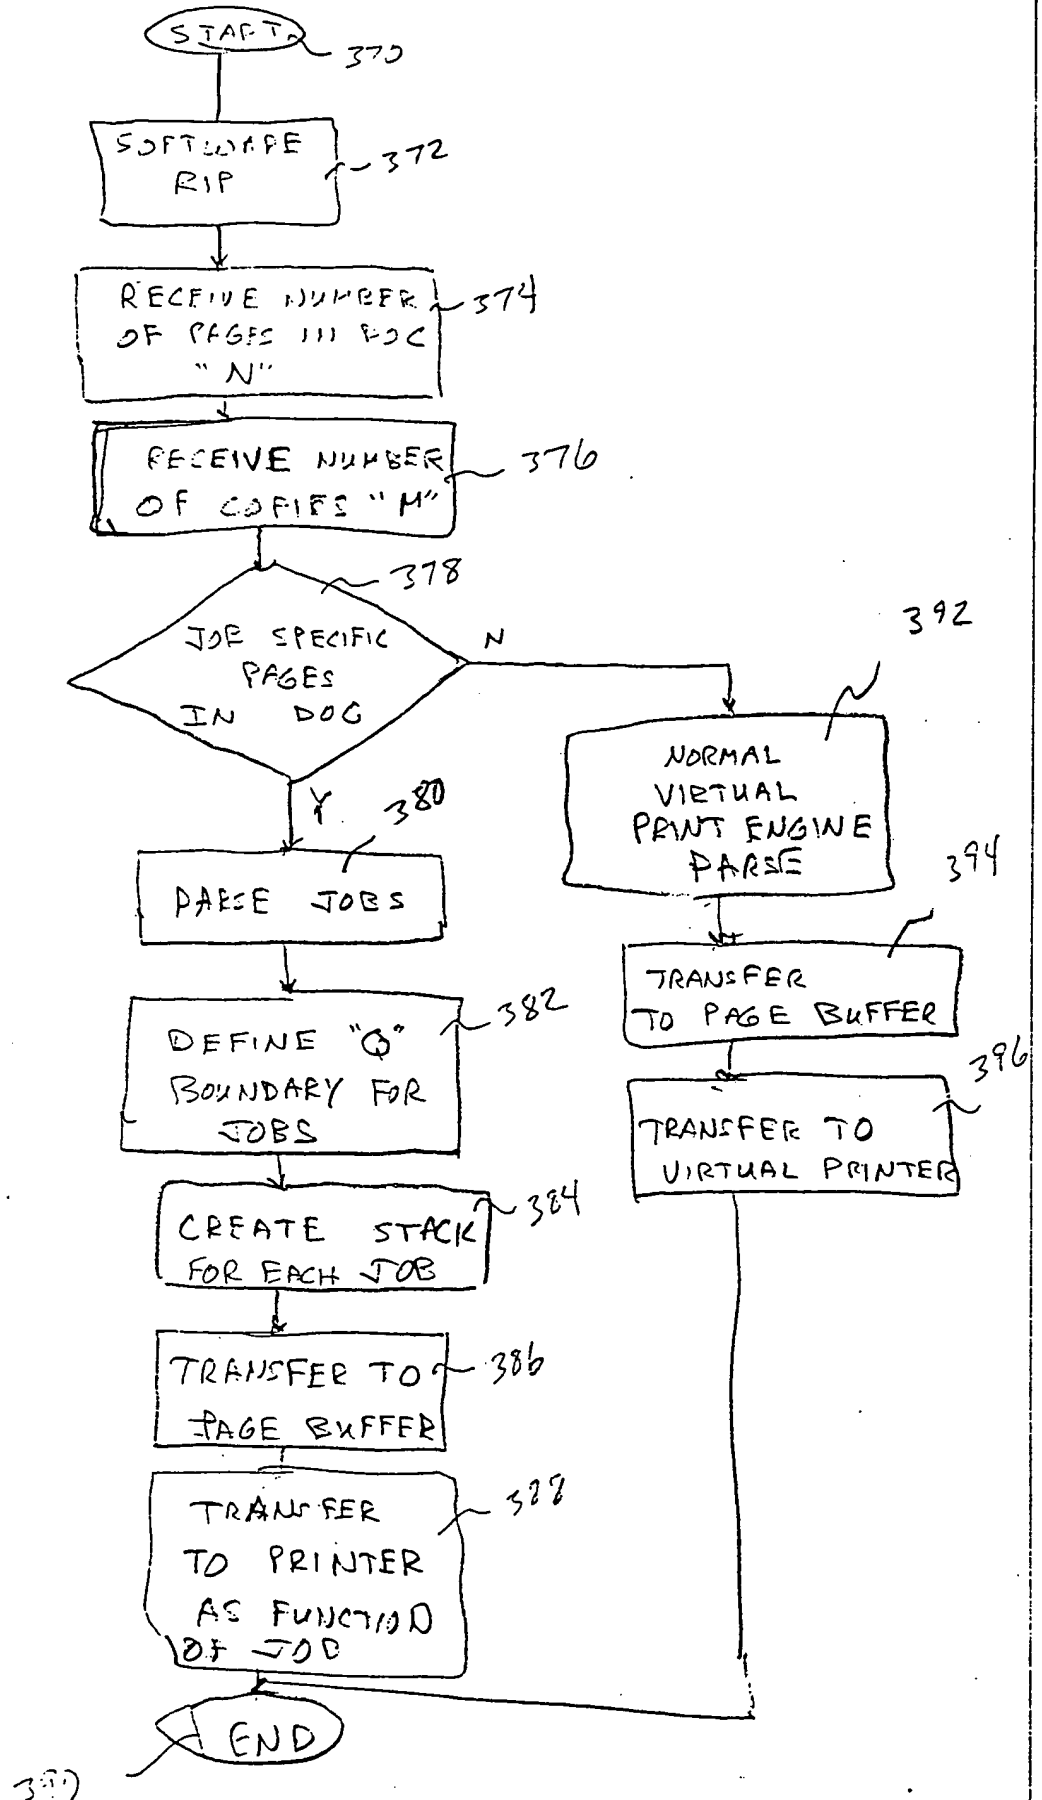 START
370
SOFTWARE
RIP
372
RECEIVE NUMBER
OF PAGES IN DOC
"N"
374
RECEIVE NUMBER
OF COPIES "M"
376
378
JOB SPECIFIC
PAGES
IN DOC
N
Y
392
NORMAL
VIRTUAL
PRINT ENGINE
PARSE
380
PARSE JOBS
394
TRANSFER
TO PAGE BUFFER
382
DEFINE "Q"
BOUNDARY FOR
JOBS
396
TRANSFER TO
VIRTUAL PRINTER
384
CREATE STACK
FOR EACH JOB
TRANSFER TO
PAGE BUFFER
386
TRANSFER
TO PRINTER
AS FUNCTION
OF JOB
388
END